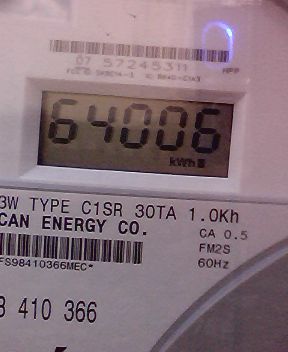 07 57245311
64006
kWh
3W TYPE C1SR 30TA 1.0Kh
CAN ENERGY CO.
CA 0.5
FM2S
60Hz
FS98410366MEC*
410 366